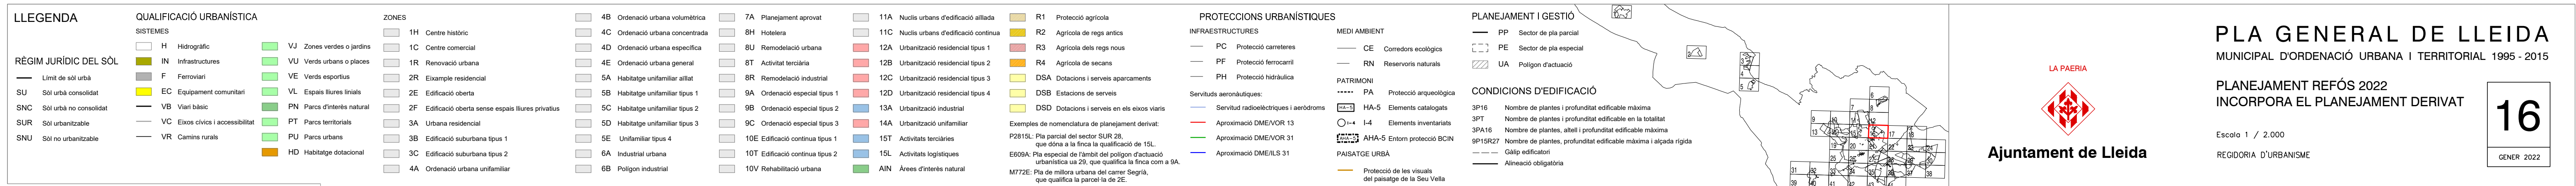 LLEGENDA
RÈGIM JURÍDIC DEL SÒL
Límit de sòl urbà
SU Sòl urbà consolidat
SNC Sòl urbà no consolidat
SUR Sòl urbanitzable
SNU Sòl no urbanitzable
QUALIFICACIÓ URBANÍSTICA
SISTEMES
H Hidrogràfic
IN Infrastructures
F Ferroviari
EC Equipament comunitari
VB Viari bàsic
VC Eixos cívics i accessibilitat
VR Camins rurals
VJ Zones verdes o jardins
VU Verds urbans o places
VE Verds esportius
VL Espais lliures linials
PN Parcs d'interès natural
PT Parcs territorials
PU Parcs urbans
HD Habitatge dotacional
ZONES
1H Centre històric
1C Centre comercial
1R Renovació urbana
2R Eixample residencial
2E Edificació oberta
2F Edificació oberta sense espais lliures privatius
3A Urbana residencial
3B Edificació suburbana tipus 1
3C Edificació suburbana tipus 2
4A Ordenació urbana unifamiliar
4B Ordenació urbana volumètrica
4C Ordenació urbana concentrada
4D Ordenació urbana específica
4E Ordenació urbana general
5A Habitatge unifamiliar aïllat
5B Habitatge unifamiliar tipus 1
5C Habitatge unifamiliar tipus 2
5D Habitatge unifamiliar tipus 3
5E Unifamiliar tipus 4
6A Industrial urbana
6B Polígon industrial
7A Planejament aprovat
8H Hotelera
8U Remodelació urbana
8T Activitat terciària
8R Remodelació industrial
9A Ordenació especial tipus 1
9B Ordenació especial tipus 2
9C Ordenació especial tipus 3
10E Edificació contínua tipus 1
10T Edificació contínua tipus 2
10V Rehabilitació urbana
11A Nuclis urbans d'edificació aïllada
11C Nuclis urbans d'edificació contínua
12A Urbanització residencial tipus 1
12B Urbanització residencial tipus 2
12C Urbanització residencial tipus 3
12D Urbanització residencial tipus 4
13A Urbanització industrial
14A Urbanització unifamiliar
15T Activitats terciàries
15L Activitats logístiques
AIN Àrees d'interès natural
R1 Protecció agrícola
R2 Agrícola de regs antics
R3 Agrícola dels regs nous
R4 Agrícola de secans
DSA Dotacions i serveis aparcaments
DSB Estacions de serveis
DSD Dotacions i serveis en els eixos viaris
Exemples de nomenclatura de planejament derivat:
P2815L: Pla parcial del sector SUR 28,
que dóna a la finca la qualificació de 15L.
E609A: Pla especial de l'àmbit del polígon d'actuació
urbanística ua 29, que qualifica la finca com a 9A.
M772E: Pla de millora urbana del carrer Segrià,
que qualifica la parcel·la de 2E.
PROTECCIONS URBANÍSTIQUES
INFRAESTRUCTURES
PC Protecció carreteres
PF Protecció ferrocarril
PH Protecció hidràulica
Servituds aeronàutiques:
Servitud radioelèctriques i aeròdroms
Aproximació DME/VOR 13
Aproximació DME/VOR 31
Aproximació DME/ILS 31
MEDI AMBIENT
CE Corredors ecològics
RN Reservoris naturals
PATRIMONI
PA Protecció arqueològica
HA-5 HA-5 Elements catalogats
I-4 I-4 Elements inventariats
AHA-5 AHA-5 Entorn protecció BCIN
PAISATGE URBÀ
Protecció de les visuals
del paisatge de la Seu Vella
PLANEJAMENT I GESTIÓ
PP Sector de pla parcial
PE Sector de pla especial
UA Polígon d'actuació
CONDICIONS D'EDIFICACIÓ
3P16 Nombre de plantes i profunditat edificable màxima
3PT Nombre de plantes i profunditat edificable en la totalitat
3PA16 Nombre de plantes, altell i profunditat edificable màxima
9P15R27 Nombre de plantes, profunditat edificable màxima i alçada rígida
Gàlip edificatori
Alineació obligatòria
LA PAERIA
Ajuntament de Lleida
PLA GENERAL DE LLEIDA
MUNICIPAL D'ORDENACIÓ URBANA I TERRITORIAL 1995 - 2015
PLANEJAMENT REFÓS 2022
INCORPORA EL PLANEJAMENT DERIVAT
Escala 1 / 2.000
REGIDORIA D'URBANISME
16
GENER 2022